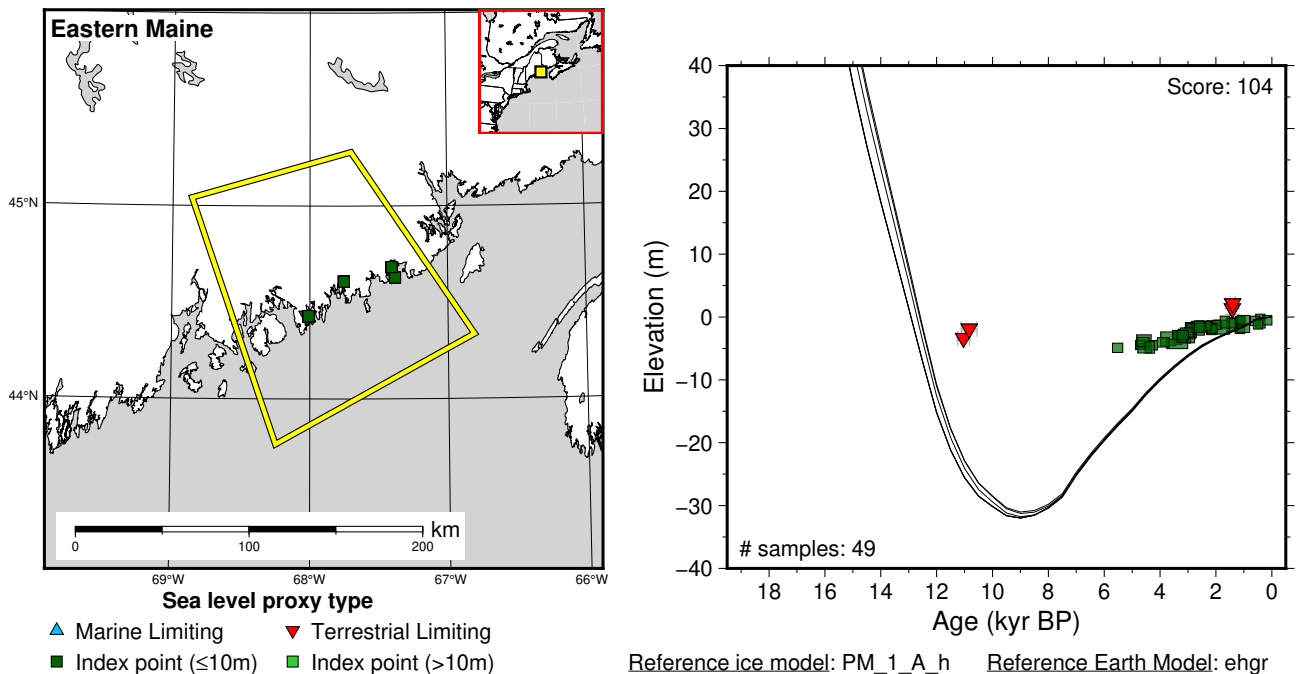 Eastern Maine
45°N
44°N
km
0 100 200
69°W 68°W 67°W 66°W
Sea level proxy type
Marine Limiting
Terrestrial Limiting
Index point (≤10m)
Index point (>10m)
Score: 104
40
30
20
10
0
−10
−20
−30
−40
Elevation (m)
# samples: 49
18 16 14 12 10 8 6 4 2 0
Age (kyr BP)
Reference ice model: PM_1_A_h
Reference Earth Model: ehgr